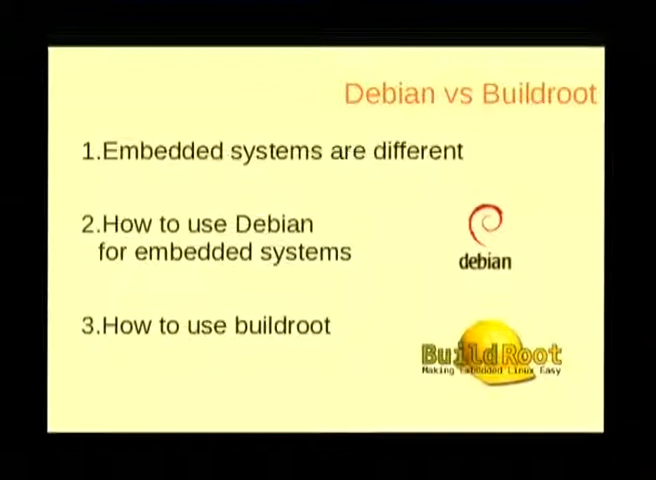 Debian vs Buildroot
1.Embedded systems are different
2.How to use Debian
for embedded systems
debian
3.How to use buildroot
BuildRoot
Making Embedded Linux Easy